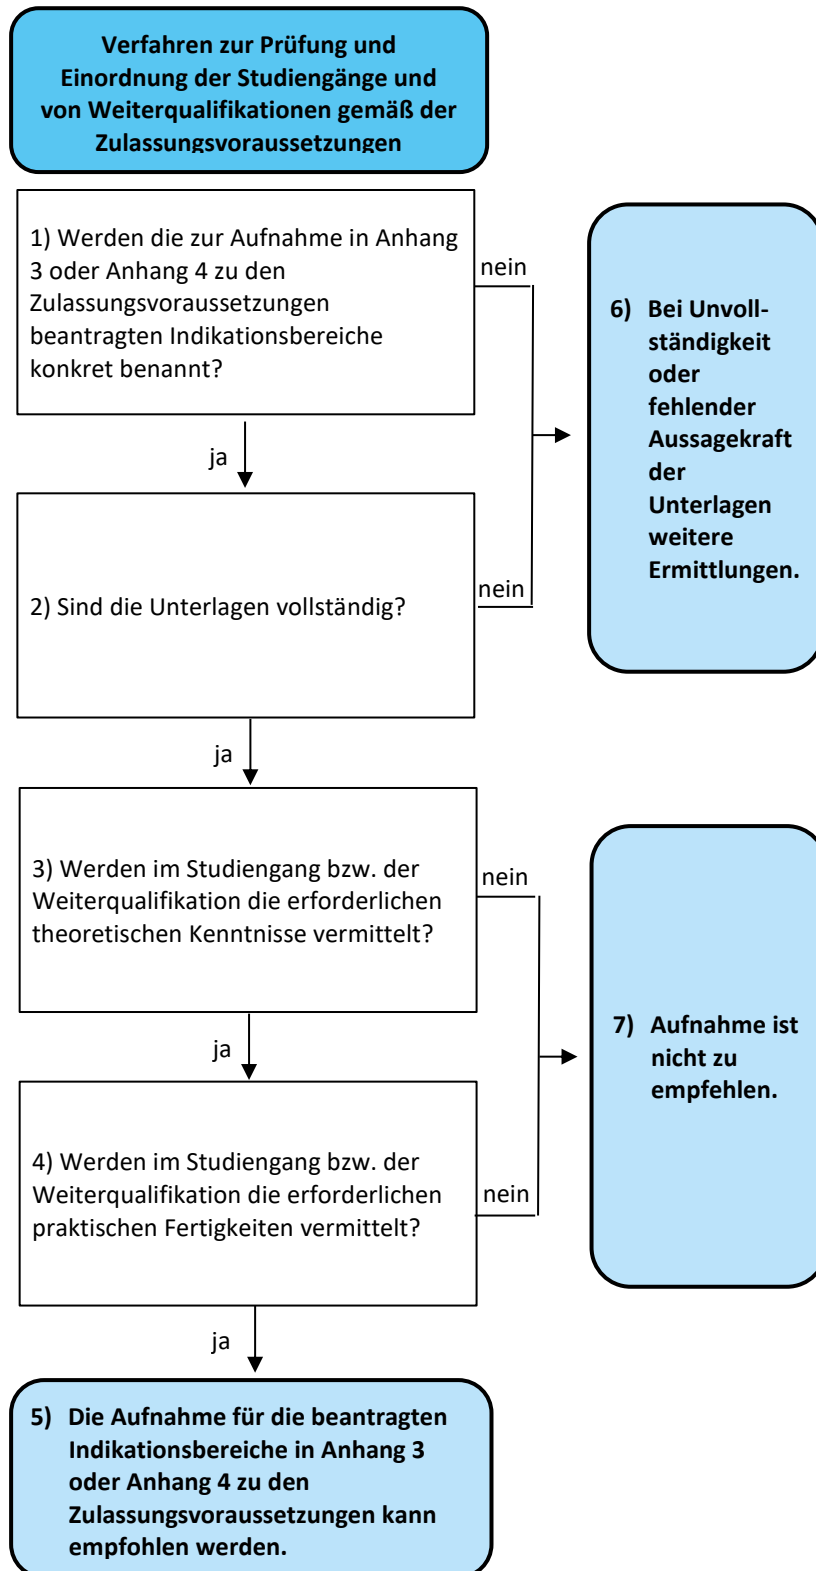 Verfahren zur Prüfung und
Einordnung der Studiengänge und
von Weiterqualifikationen gemäß der
Zulassungsvoraussetzungen
1) Werden die zur Aufnahme in Anhang
3 oder Anhang 4 zu den
Zulassungsvoraussetzungen
beantragten Indikationsbereiche
konkret benannt?
nein
ja
2) Sind die Unterlagen vollständig?
nein
6) Bei Unvoll-
ständigkeit
oder
fehlender
Aussagekraft
der
Unterlagen
weitere
Ermittlungen.
ja
3) Werden im Studiengang bzw. der
Weiterqualifikation die erforderlichen
theoretischen Kenntnisse vermittelt?
nein
ja
4) Werden im Studiengang bzw. der
Weiterqualifikation die erforderlichen
praktischen Fertigkeiten vermittelt?
nein
7) Aufnahme ist
nicht zu
empfehlen.
ja
5) Die Aufnahme für die beantragten
Indikationsbereiche in Anhang 3
oder Anhang 4 zu den
Zulassungsvoraussetzungen kann
empfohlen werden.